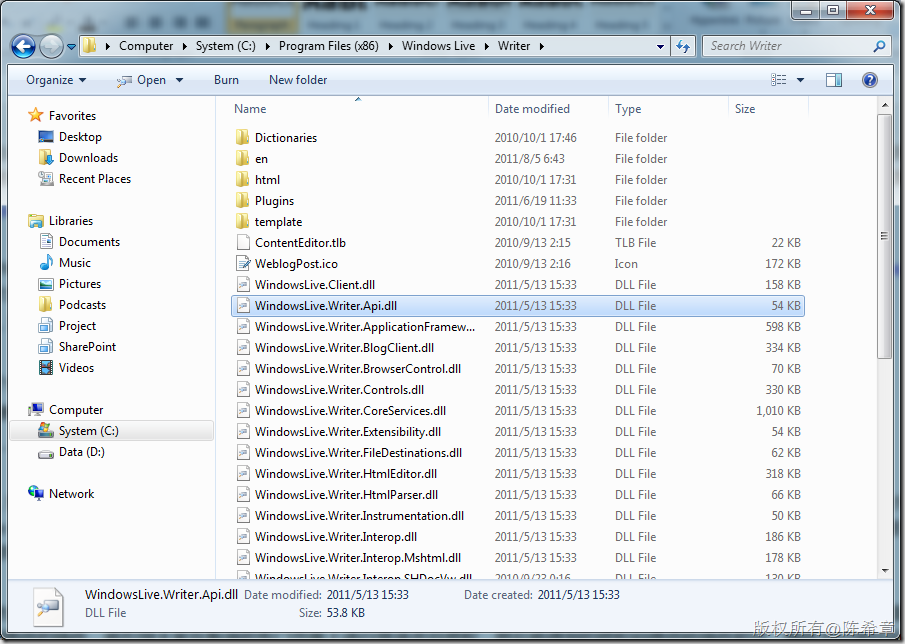 Computer ▸ System (C:) ▸ Program Files (x86) ▸ Windows Live ▸ Writer ▸
Search Writer
Organize Open Burn New folder
Name Date modified Type Size
Favorites
Desktop
Downloads
Recent Places
Libraries
Documents
Music
Pictures
Podcasts
Project
SharePoint
Videos
Computer
System (C:)
Data (D:)
Network
Dictionaries 2010/10/1 17:46 File folder
en 2011/8/5 6:43 File folder
html 2010/10/1 17:31 File folder
Plugins 2011/6/19 11:33 File folder
template 2010/10/1 17:31 File folder
ContentEditor.tlb 2010/9/13 2:15 TLB File 22 KB
WeblogPost.ico 2010/9/13 2:16 Icon 172 KB
WindowsLive.Client.dll 2011/5/13 15:33 DLL File 158 KB
WindowsLive.Writer.Api.dll 2011/5/13 15:33 DLL File 54 KB
WindowsLive.Writer.ApplicationFramew... 2011/5/13 15:33 DLL File 598 KB
WindowsLive.Writer.BlogClient.dll 2011/5/13 15:33 DLL File 334 KB
WindowsLive.Writer.BrowserControl.dll 2011/5/13 15:33 DLL File 70 KB
WindowsLive.Writer.Controls.dll 2011/5/13 15:33 DLL File 330 KB
WindowsLive.Writer.CoreServices.dll 2011/5/13 15:33 DLL File 1,010 KB
WindowsLive.Writer.Extensibility.dll 2011/5/13 15:33 DLL File 54 KB
WindowsLive.Writer.FileDestinations.dll 2011/5/13 15:33 DLL File 62 KB
WindowsLive.Writer.HtmlEditor.dll 2011/5/13 15:33 DLL File 318 KB
WindowsLive.Writer.HtmlParser.dll 2011/5/13 15:33 DLL File 66 KB
WindowsLive.Writer.Instrumentation.dll 2011/5/13 15:33 DLL File 50 KB
WindowsLive.Writer.Interop.dll 2011/5/13 15:33 DLL File 186 KB
WindowsLive.Writer.Interop.Mshtml.dll 2011/5/13 15:33 DLL File 178 KB
WindowsLive.Writer.Interop.SHDocVw.dll 2010/9/23 9:16 DLL File 130 KB
WindowsLive.Writer.Api.dll Date modified: 2011/5/13 15:33 Date created: 2011/5/13 15:33
DLL File Size: 53.8 KB
版权所有@陈希章